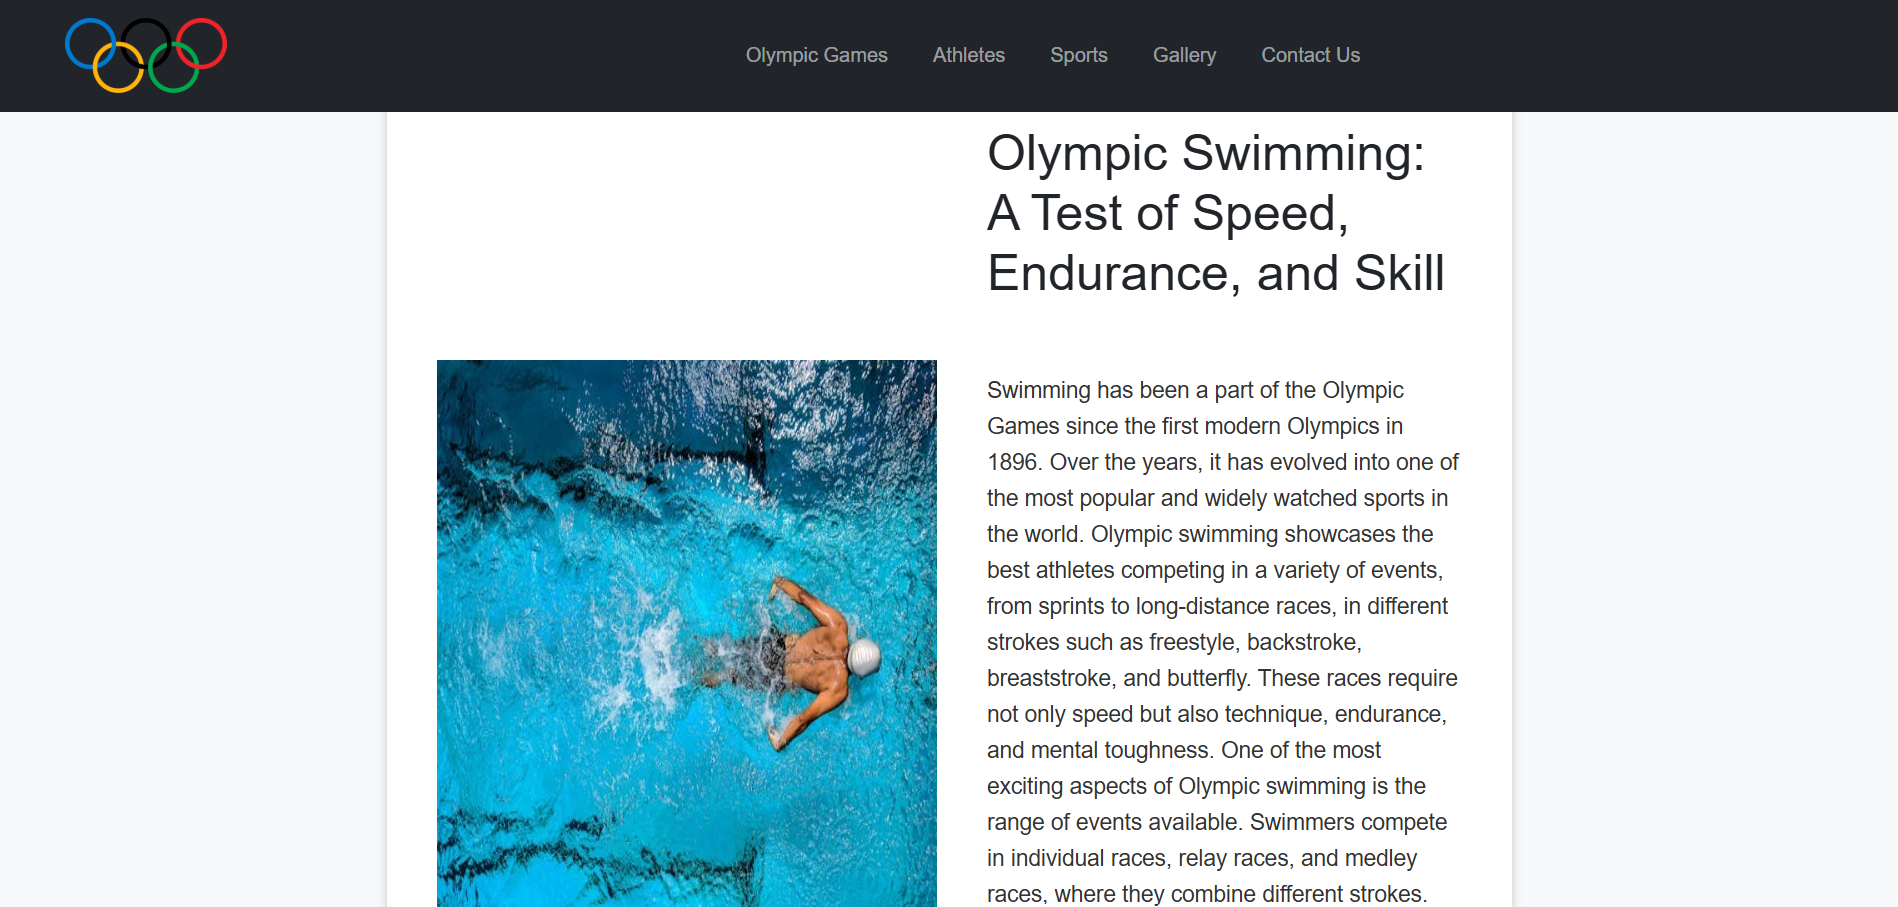 Olympic Games Athletes Sports Gallery Contact Us
Olympic Swimming:
A Test of Speed,
Endurance, and Skill
Swimming has been a part of the Olympic
Games since the first modern Olympics in
1896. Over the years, it has evolved into one of
the most popular and widely watched sports in
the world. Olympic swimming showcases the
best athletes competing in a variety of events,
from sprints to long-distance races, in different
strokes such as freestyle, backstroke,
breaststroke, and butterfly. These races require
not only speed but also technique, endurance,
and mental toughness. One of the most
exciting aspects of Olympic swimming is the
range of events available. Swimmers compete
in individual races, relay races, and medley
races, where they combine different strokes.